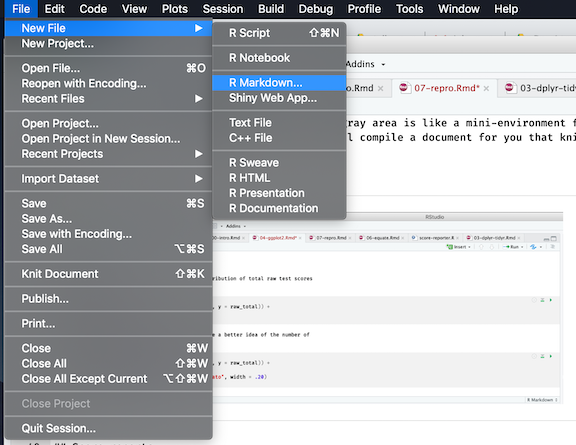 File Edit Code View Plots Session Build Debug Profile Tools Window Help
New File
New Project...
Open File... ⌘O
Reopen with Encoding...
Recent Files
Open Project...
Open Project in New Session...
Recent Projects
Import Dataset
Save ⌘S
Save As...
Save with Encoding...
Save All ⌥⌘S
Knit Document ⇧⌘K
Publish...
Print...
Close ⌘W
Close All ⇧⌘W
Close All Except Current ⌥⇧⌘W
Close Project
Quit Session...
R Script ⇧⌘N
R Notebook
R Markdown...
Shiny Web App...
Text File
C++ File
R Sweave
R HTML
R Presentation
R Documentation
Addins
o.Rmd 07-repro.Rmd* 03-dplyr-tidy
ray area is like a mini-environment f
l compile a document for you that kni
RStudio
Addins
00-intro.Rmd 04-ggplot2.Rmd* 07-repro.Rmd 06-equate.Rmd score-reporter.R 03-dplyr-tidyr.Rmd
Insert Run
ribution of total raw test scores
, y = raw_total)) +
e a better idea of the number of
, y = raw_total)) +
", width = .20)
R Markdown